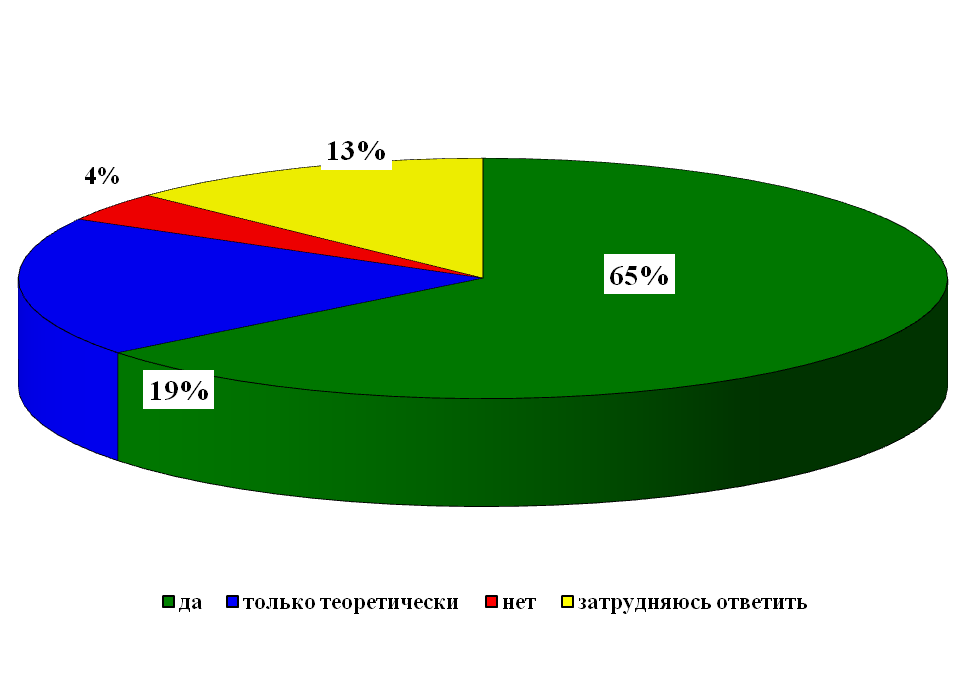 13%
4%
65%
19%
да только теоретически нет затрудняюсь ответить